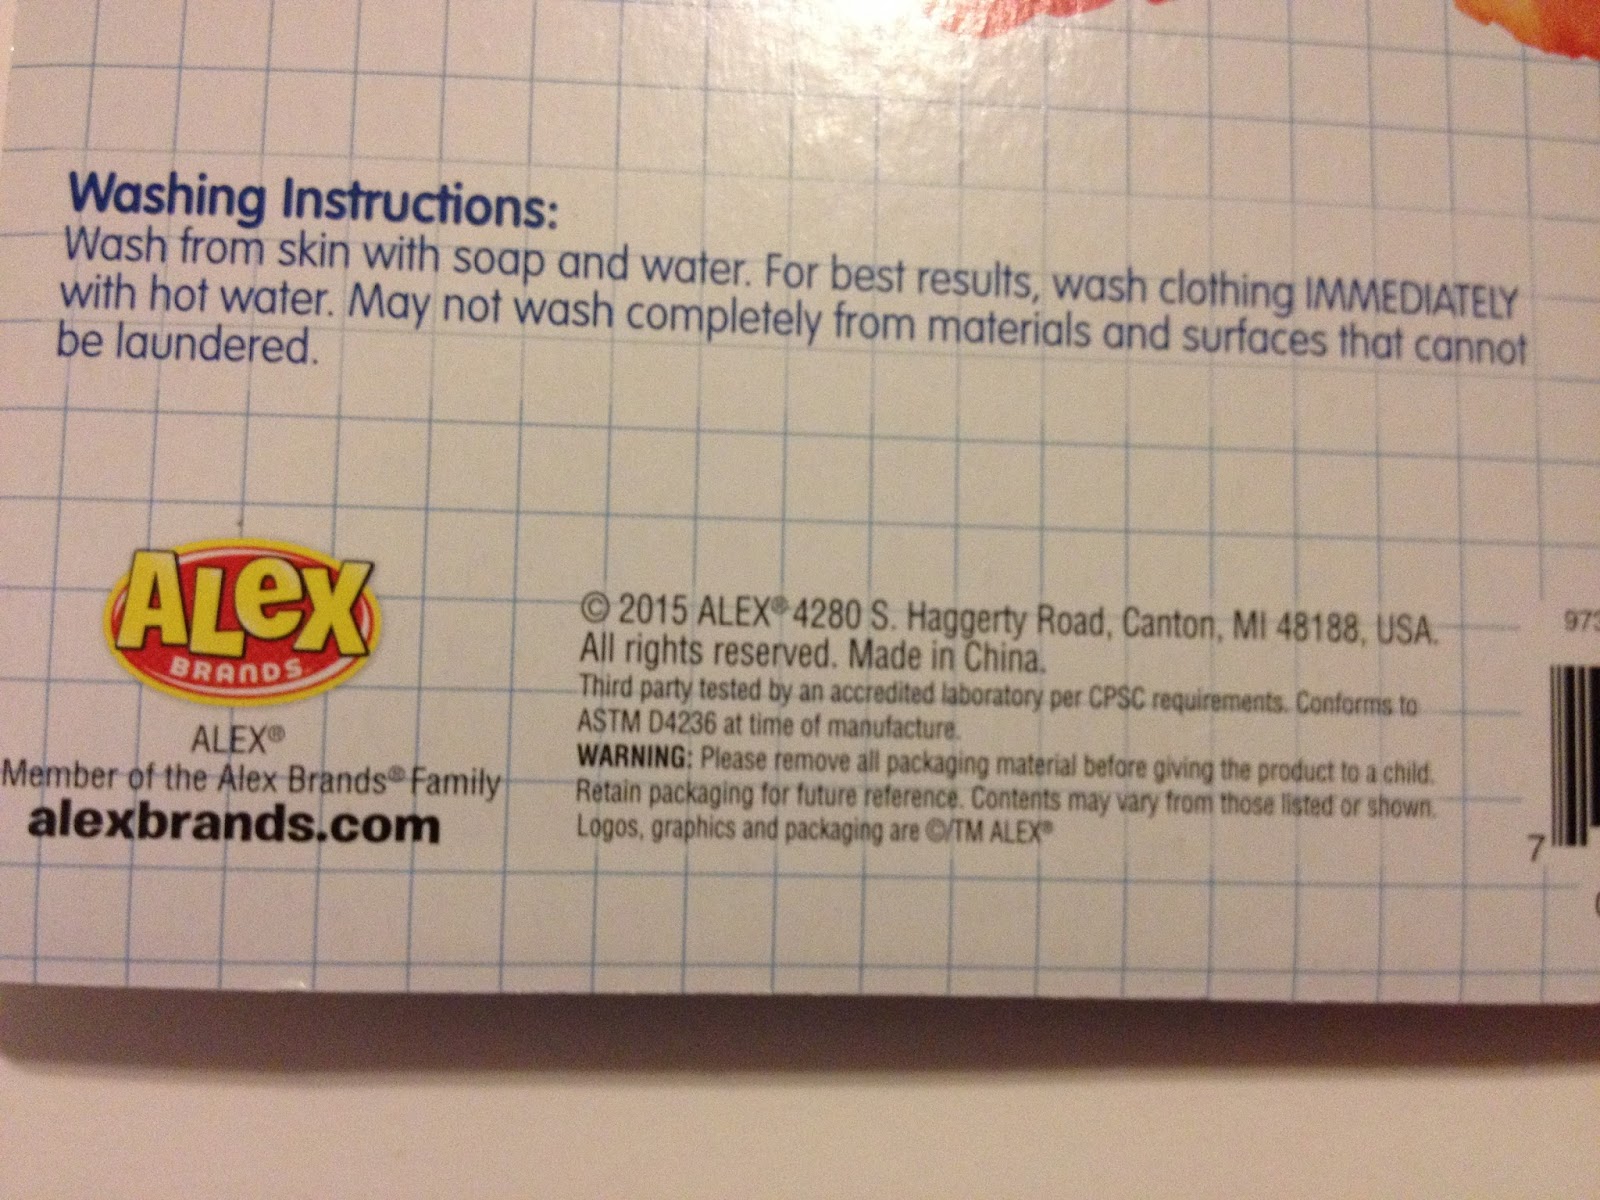 Washing Instructions:
Wash from skin with soap and water. For best results, wash clothing IMMEDIATELY
with hot water. May not wash completely from materials and surfaces that cannot
be laundered.
ALEX
BRANDS
ALEX®
Member of the Alex Brands® Family
alexbrands.com
© 2015 ALEX® 4280 S. Haggerty Road, Canton, MI 48188, USA.
All rights reserved. Made in China.
Third party tested by an accredited laboratory per CPSC requirements. Conforms to
ASTM D4236 at time of manufacture.
WARNING: Please remove all packaging material before giving the product to a child.
Retain packaging for future reference. Contents may vary from those listed or shown.
Logos, graphics and packaging are ©/TM ALEX®
973
7